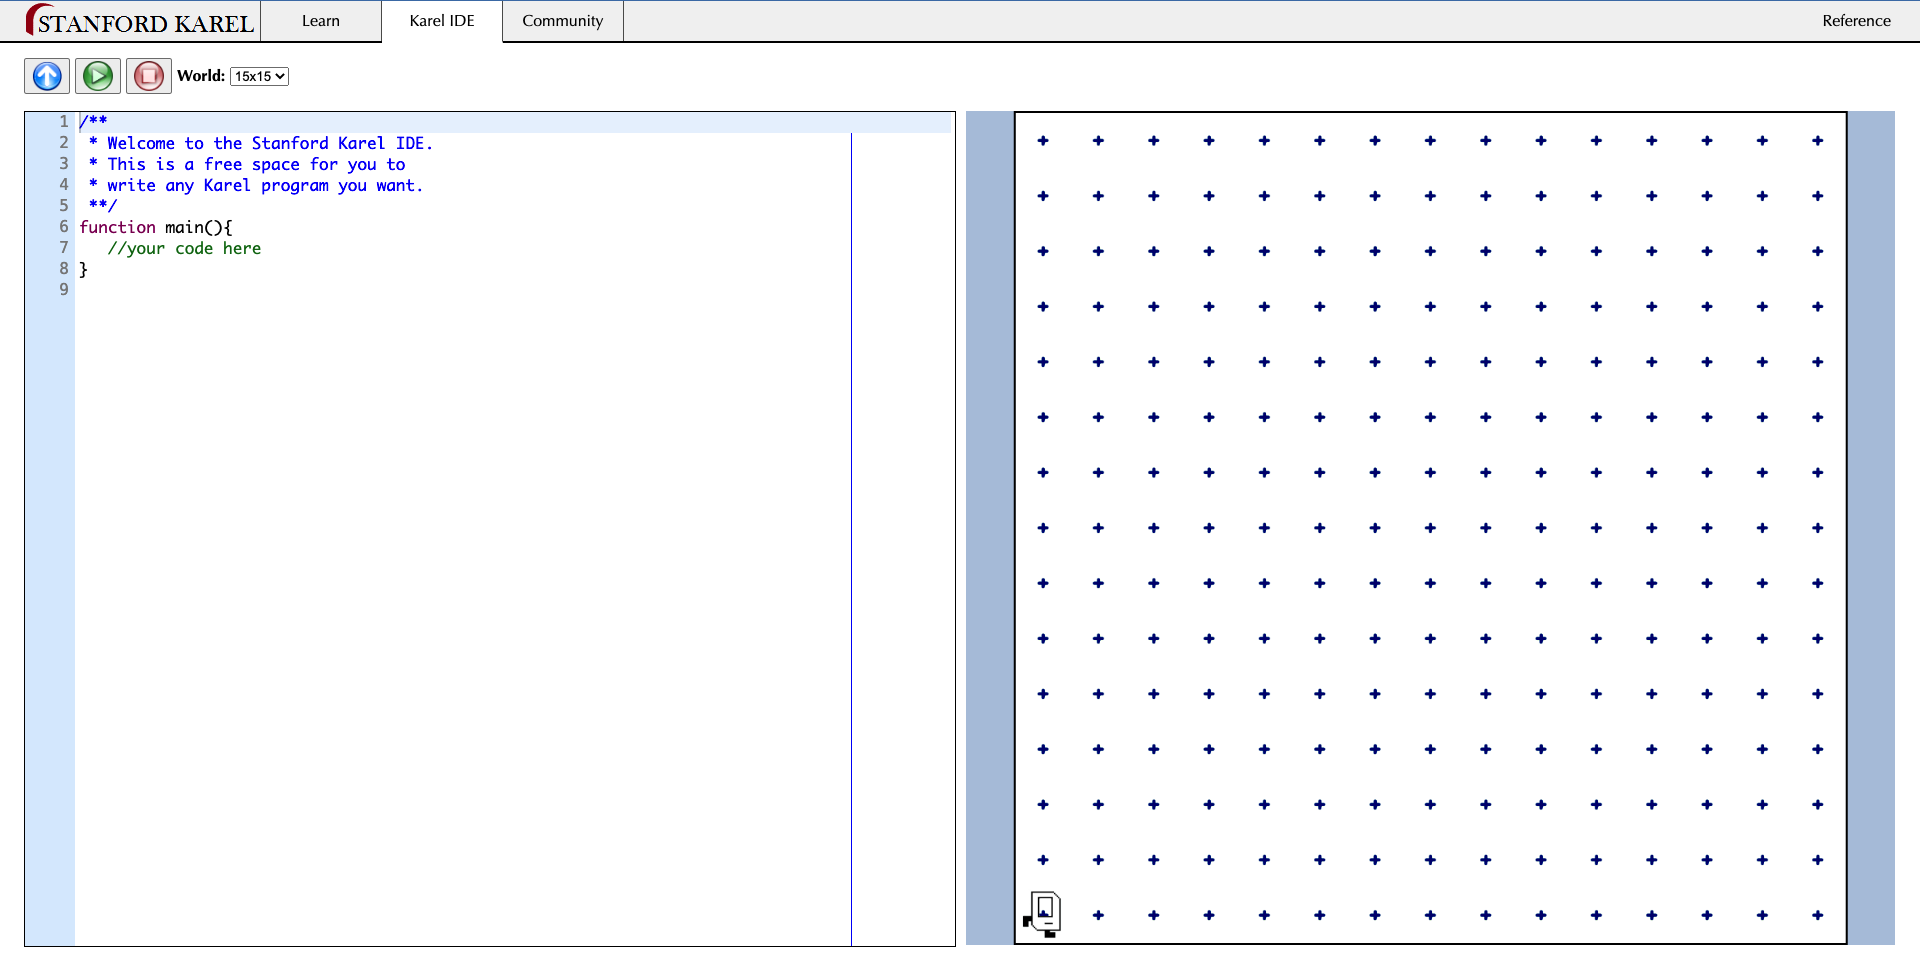 STANFORD KAREL
Learn
Karel IDE
Community
Reference
World: 15x15
1 /**
2  * Welcome to the Stanford Karel IDE.
3  * This is a free space for you to
4  * write any Karel program you want.
5  **/
6 function main(){
7    //your code here
8 }
9